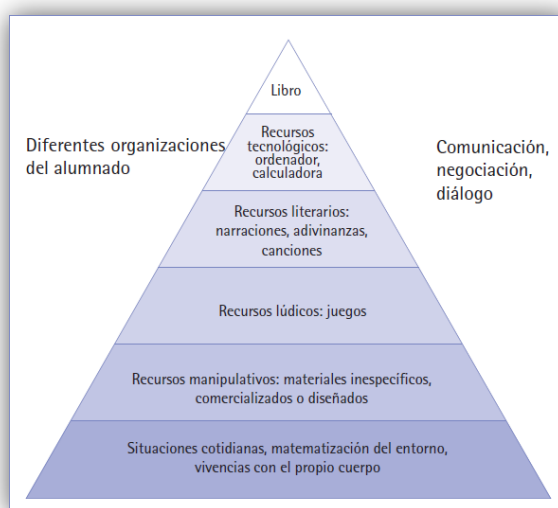 Libro
Diferentes organizaciones
del alumnado
Recursos
tecnológicos:
ordenador,
calculadora
Comunicación,
negociación,
diálogo
Recursos literarios:
narraciones, adivinanzas,
canciones
Recursos lúdicos: juegos
Recursos manipulativos: materiales inespecíficos,
comercializados o diseñados
Situaciones cotidianas, matematización del entorno,
vivencias con el propio cuerpo